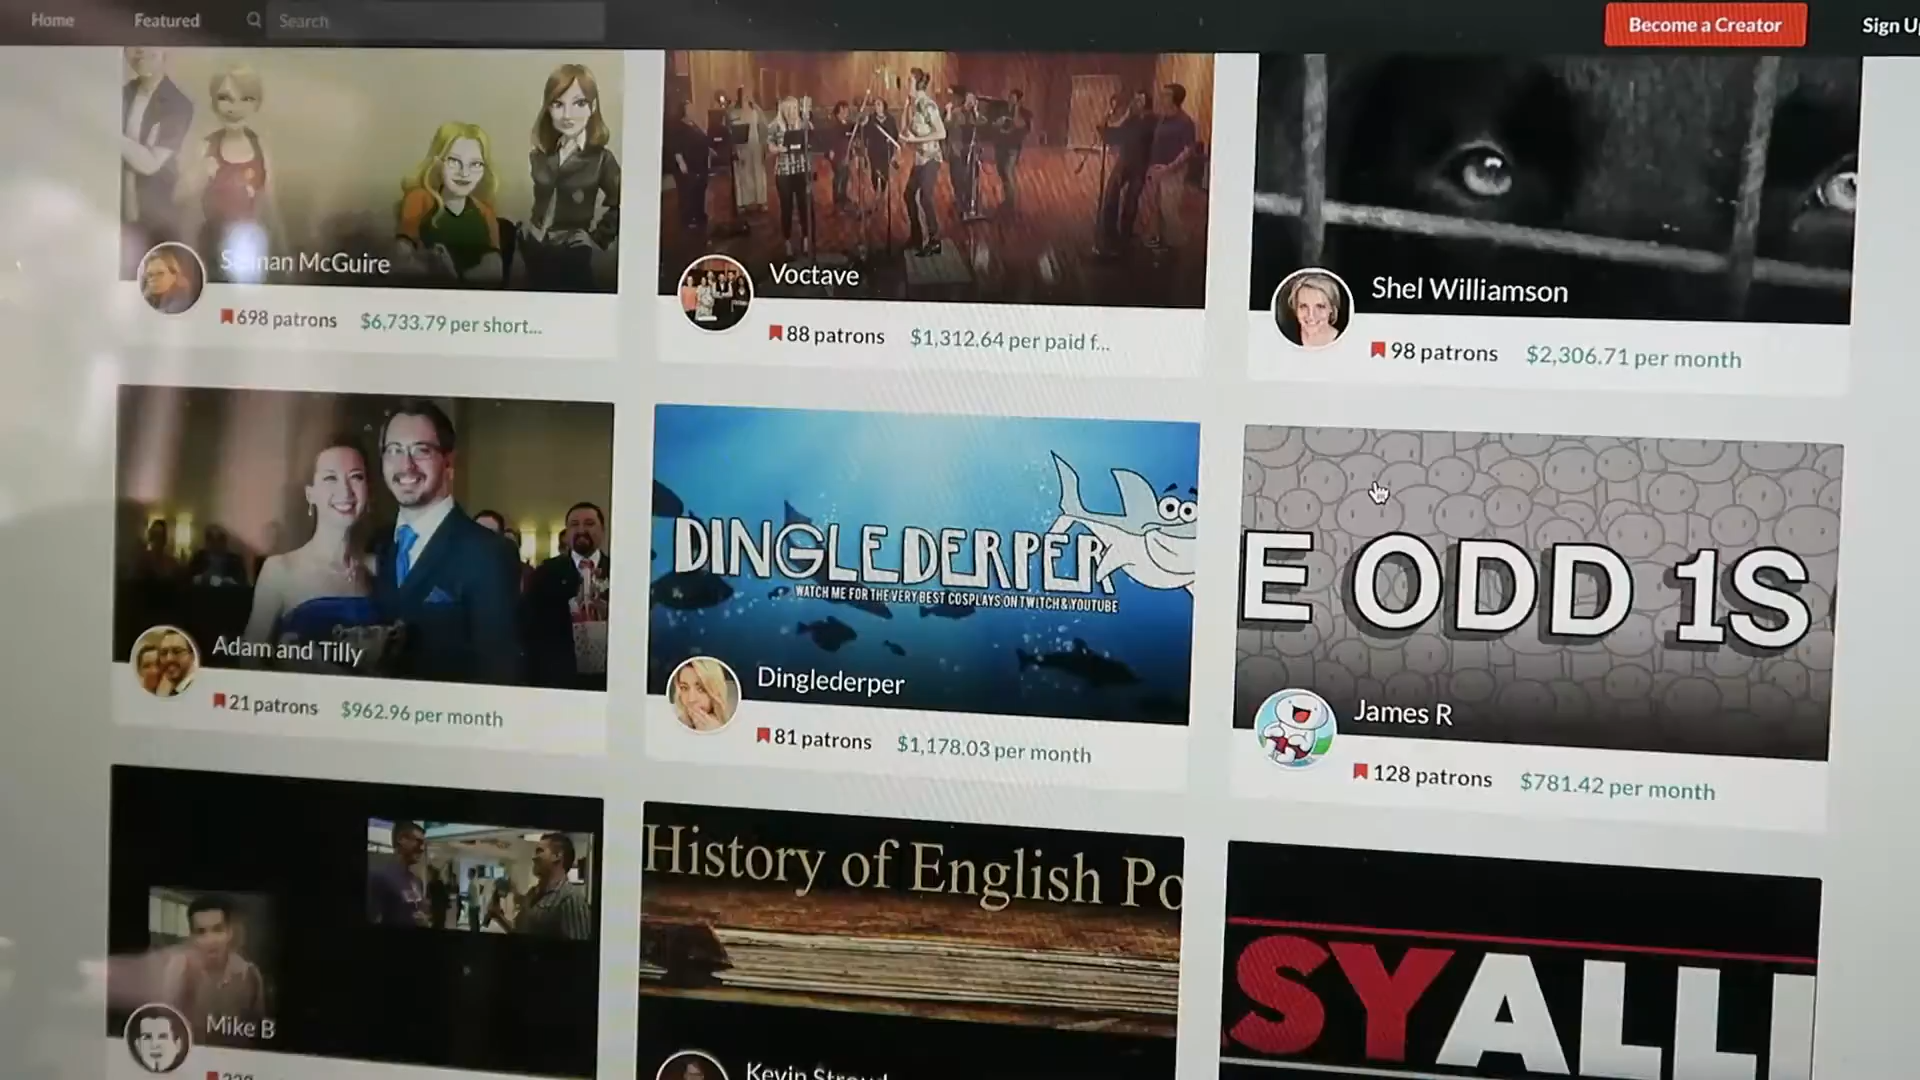 Home
Featured
Search
Become a Creator
Sign Up
McGuire
698 patrons
$6,733.79 per short...
Voctave
88 patrons
$1,312.64 per paid f...
Shel Williamson
98 patrons
$2,306.71 per month
Adam and Tilly
21 patrons
$962.96 per month
DINGLEDERPER
WATCH ME FOR THE VERY BEST COSPLAYS ON TWITCH & YOUTUBE
Dinglederper
81 patrons
$1,178.03 per month
E ODD 1S
James R
128 patrons
$781.42 per month
Mike B
History of English Po
Kevin
SYALL